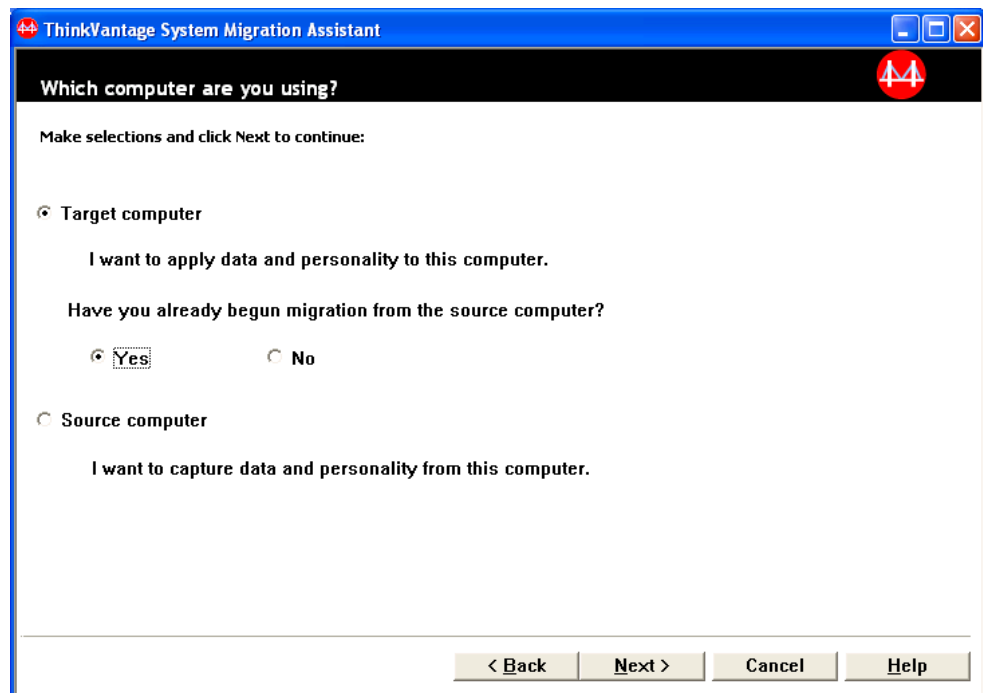 ThinkVantage System Migration Assistant
Which computer are you using?
Make selections and click Next to continue:
Target computer
I want to apply data and personality to this computer.
Have you already begun migration from the source computer?
Yes No
Source computer
I want to capture data and personality from this computer.
< Back Next > Cancel Help